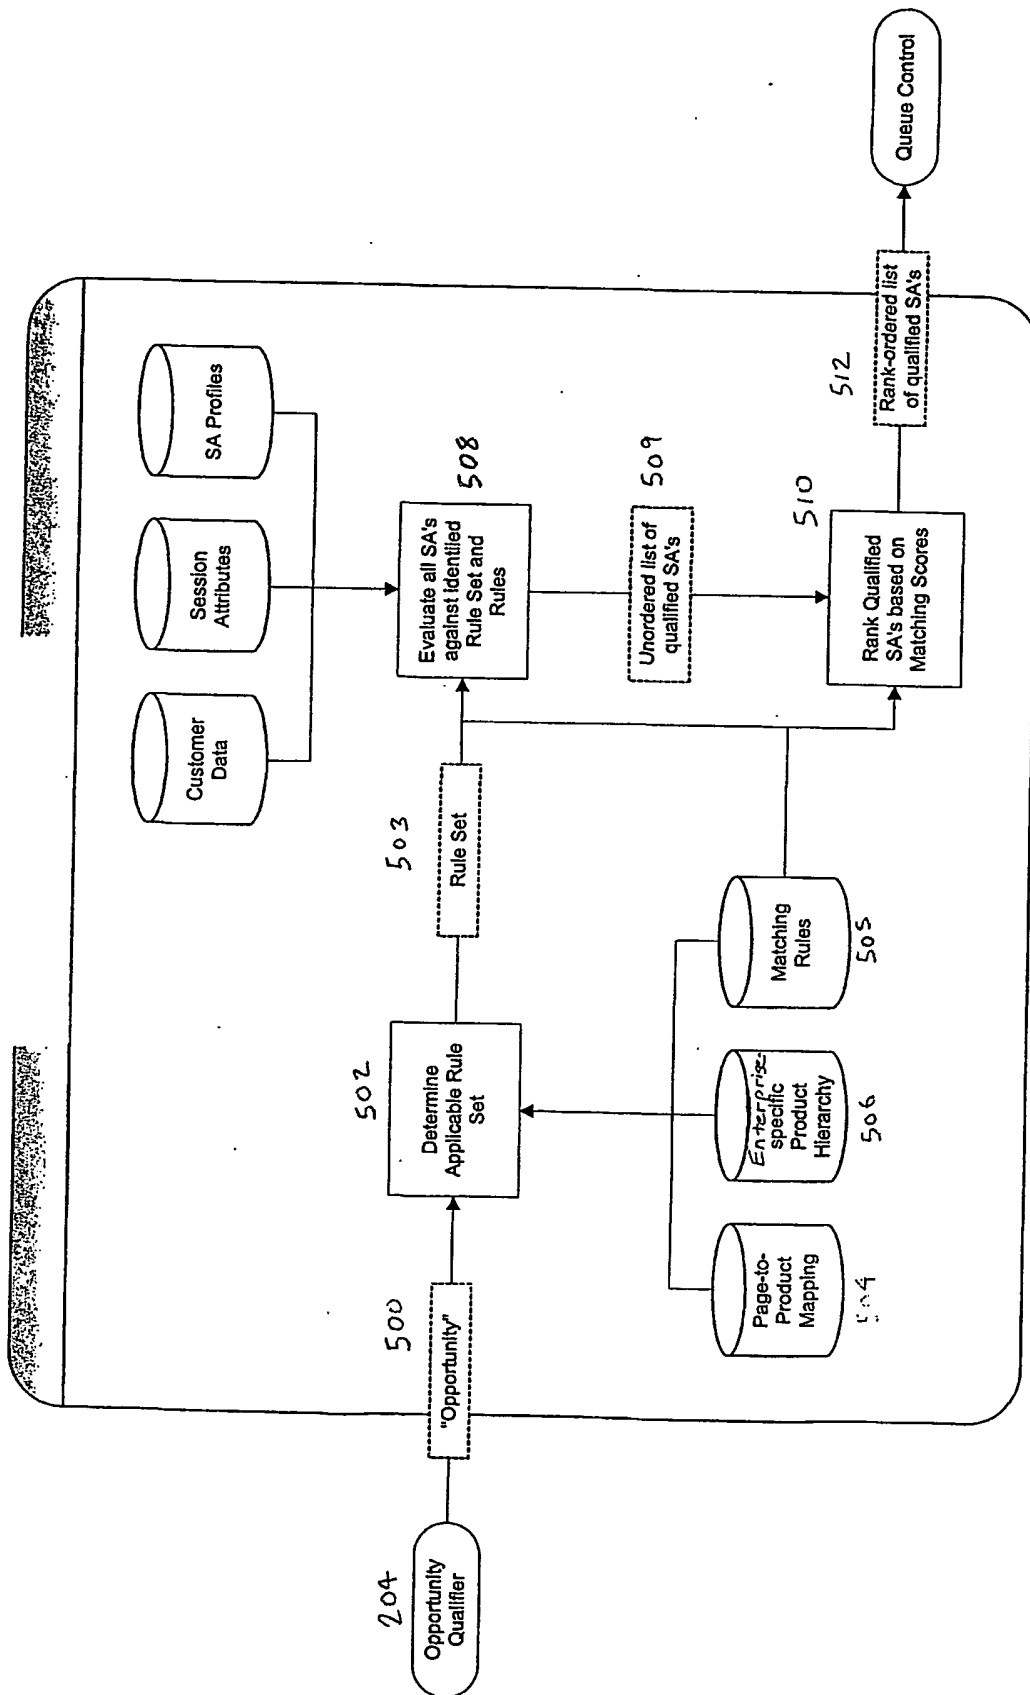 204
Opportunity
Qualifier
500
"Opportunity"
502
Determine
Applicable Rule
Set
503
Rule Set
Page-to-
Product
Mapping
Enterprise-
specific
Product
Hierarchy
506
Matching
Rules
505
Customer
Data
Session
Attributes
SA Profiles
Evaluate all SA's
against identified
Rule Set and
Rules
508
Unordered list of
qualified SA's
509
Rank Qualified
SA's based on
Matching Scores
510
Rank-ordered list
of qualified SA's
512
Queue Control